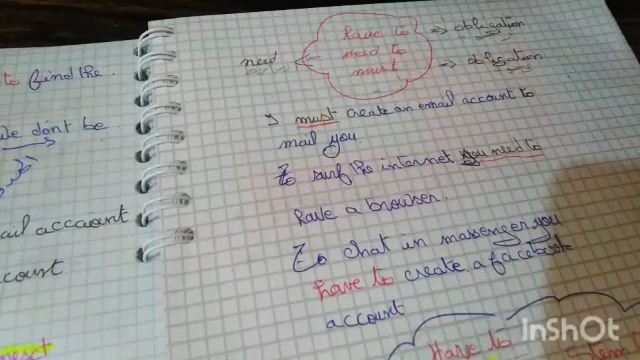 to find the
We don't be
ail account
count
need
have to => obligation
need to
must => obligation
I must create an email account to
mail you
To surf the internet you need to
have a browser.
To chat in massenger you
have to create a facebook
account
Have to
InShOt